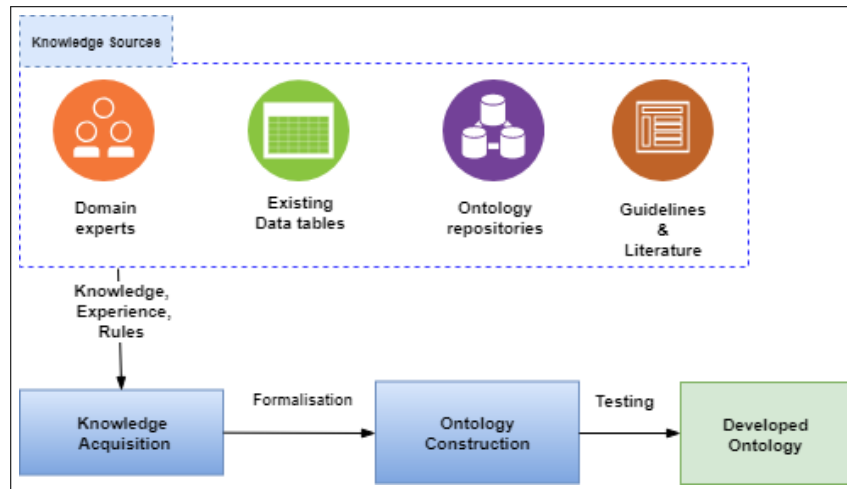 Knowledge Sources
Domain
experts
Existing
Data tables
Ontology
repositories
Guidelines
&
Literature
Knowledge,
Experience,
Rules
Knowledge
Acquisition
Formalisation
Ontology
Construction
Testing
Developed
Ontology